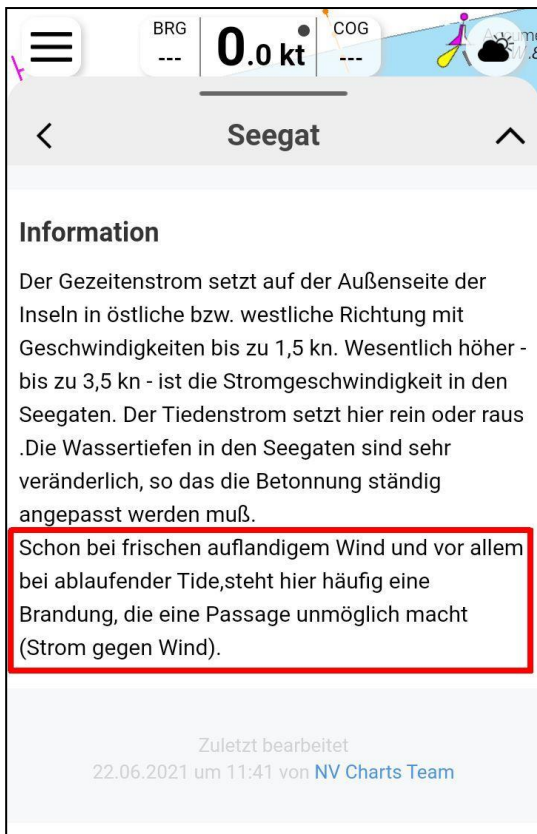 BRG
---
0.0 kt
COG
---
Seegat
Information
Der Gezeitenstrom setzt auf der Außenseite der
Inseln in östliche bzw. westliche Richtung mit
Geschwindigkeiten bis zu 1,5 kn. Wesentlich höher -
bis zu 3,5 kn - ist die Stromgeschwindigkeit in den
Seegaten. Der Tiedenstrom setzt hier rein oder raus
.Die Wassertiefen in den Seegaten sind sehr
veränderlich, so das die Betonnung ständig
angepasst werden muß.
Schon bei frischen auflandigem Wind und vor allem
bei ablaufender Tide,steht hier häufig eine
Brandung, die eine Passage unmöglich macht
(Strom gegen Wind).
Zuletzt bearbeitet
22.06.2021 um 11:41 von NV Charts Team